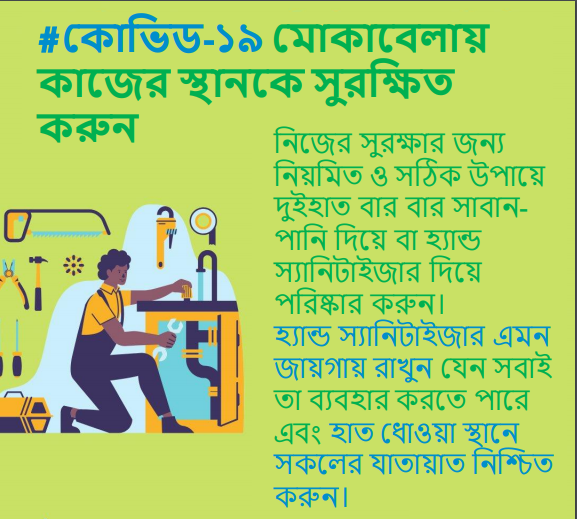 #কোভিড-১৯ মোকাবেলায়
কাজের স্থানকে সুরক্ষিত
করুন
নিজের সুরক্ষার জন্য
নিয়মিত ও সঠিক উপায়ে
দুইহাত বার বার সাবান-
পানি দিয়ে বা হ্যান্ড
স্যানিটাইজার দিয়ে
পরিষ্কার করুন।
হ্যান্ড স্যানিটাইজার এমন
জায়গায় রাখুন যেন সবাই
তা ব্যবহার করতে পারে
এবং হাত ধোওয়া স্থানে
সকলের যাতায়াত নিশ্চিত
করুন।